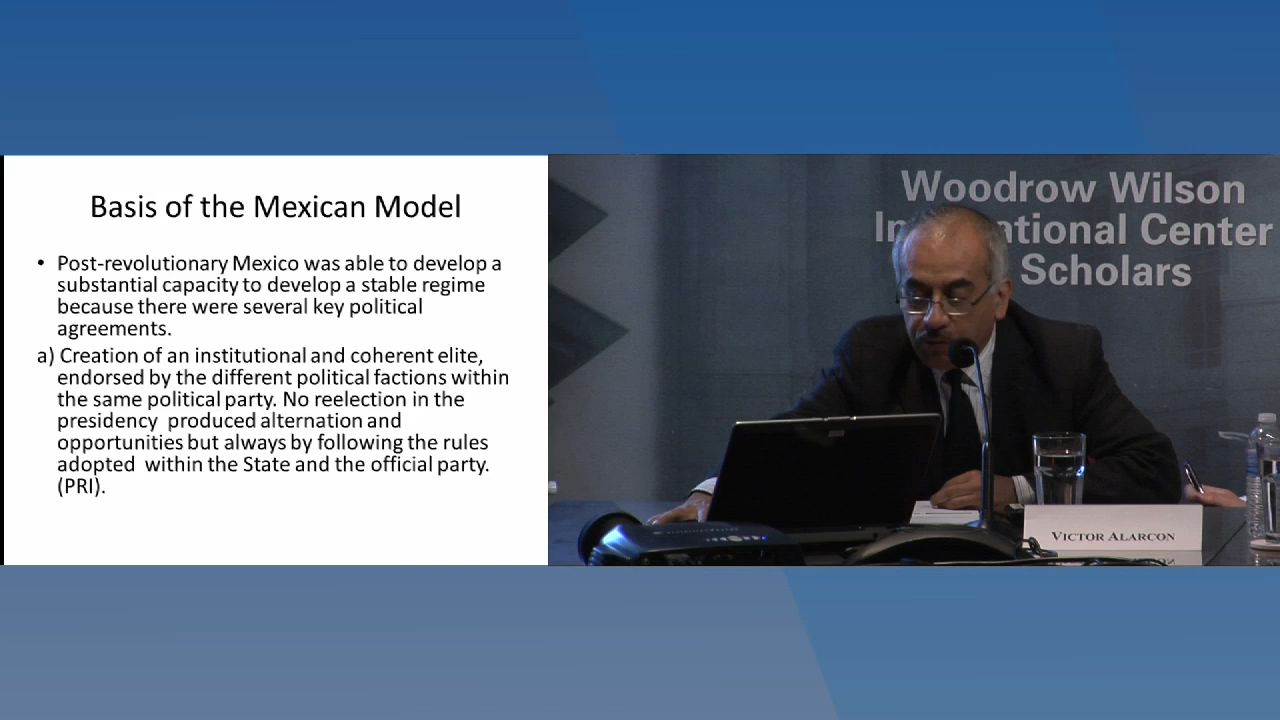 Basis of the Mexican Model
• Post-revolutionary Mexico was able to develop a
substantial capacity to develop a stable regime
because there were several key political
agreements.
a) Creation of an institutional and coherent elite,
endorsed by the different political factions within
the same political party. No reelection in the
presidency produced alternation and
opportunities but always by following the rules
adopted within the State and the official party.
(PRI).
Woodrow Wilson
In ational Center
Scholars
VICTOR ALARCON